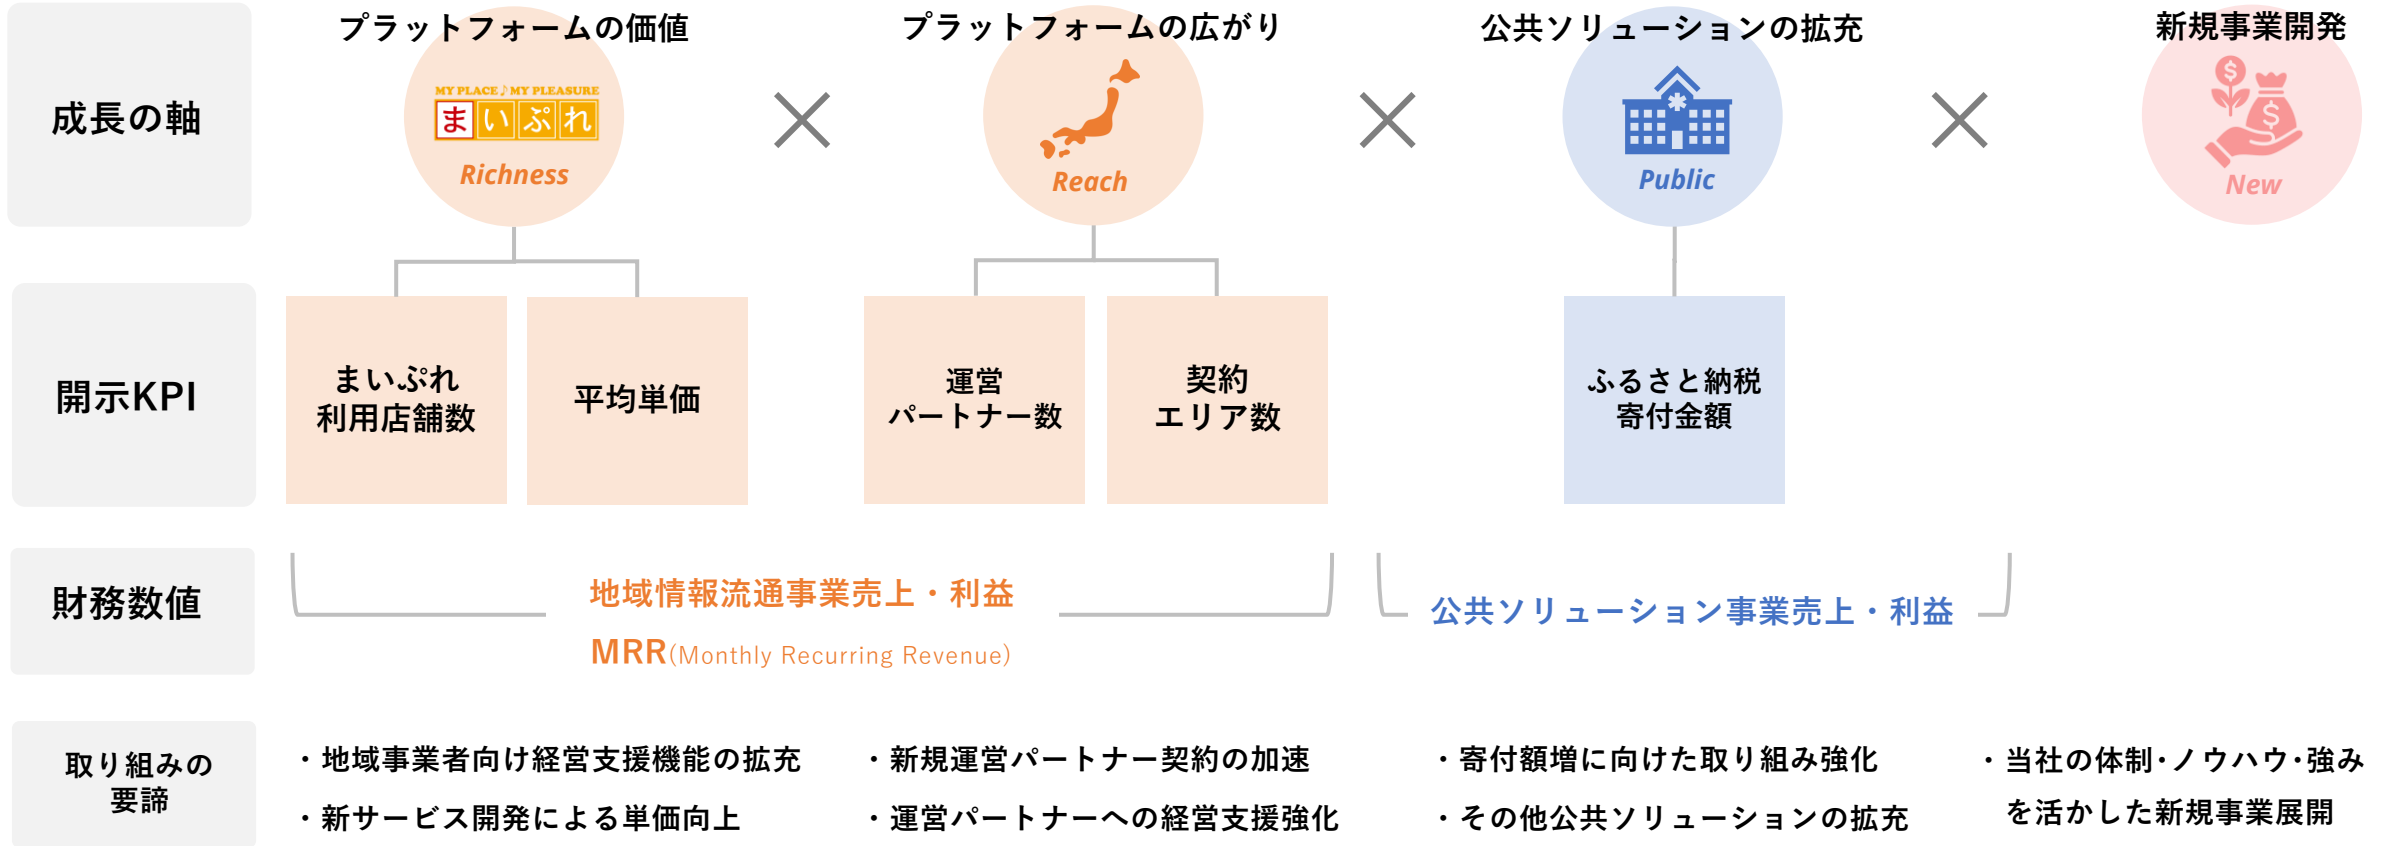 成長の軸
プラットフォームの価値
MY PLACE♪MY PLEASURE
まいぷれ
Richness
プラットフォームの広がり
Reach
公共ソリューションの拡充
Public
新規事業開発
New
開示KPI
まいぷれ
利用店舗数
平均単価
運営
パートナー数
契約
エリア数
ふるさと納税
寄付金額
財務数値
地域情報流通事業売上・利益
MRR(Monthly Recurring Revenue)
公共ソリューション事業売上・利益
取り組みの
要諦
・地域事業者向け経営支援機能の拡充
・新サービス開発による単価向上
・新規運営パートナー契約の加速
・運営パートナーへの経営支援強化
・寄付額増に向けた取り組み強化
・その他公共ソリューションの拡充
・当社の体制・ノウハウ・強み
を活かした新規事業展開